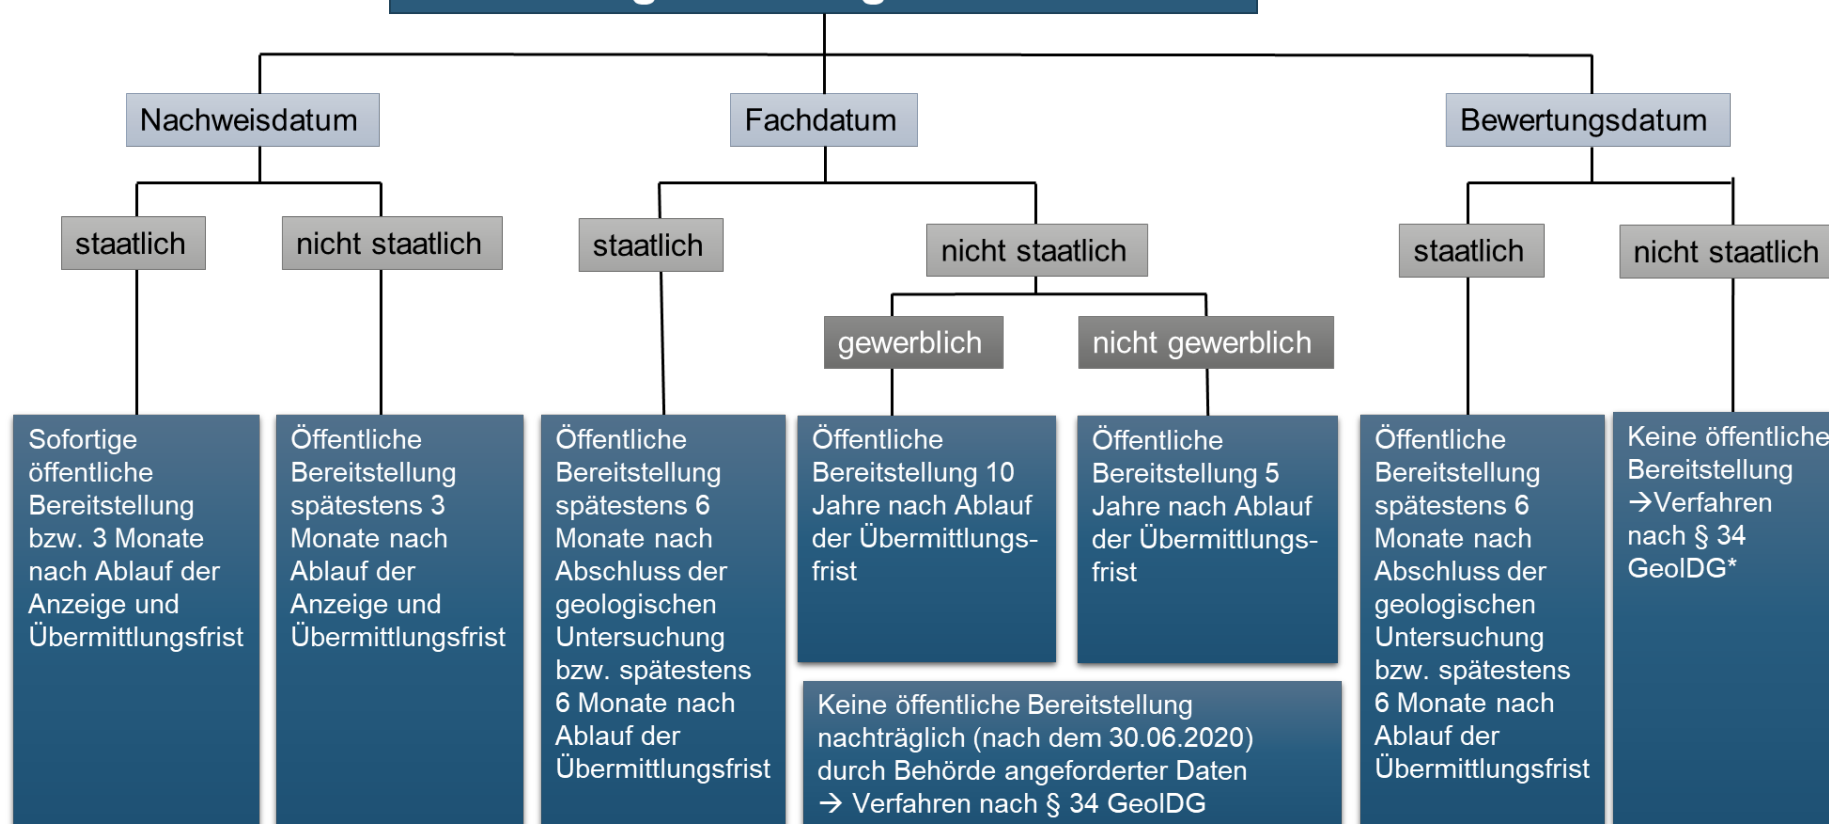 Nachweisdatum
Fachdatum
Bewertungsdatum
staatlich
nicht staatlich
staatlich
nicht staatlich
staatlich
nicht staatlich
gewerblich
nicht gewerblich
Sofortige
öffentliche
Bereitstellung
bzw. 3 Monate
nach Ablauf der
Anzeige und
Übermittlungsfrist
Öffentliche
Bereitstellung
spätestens 3
Monate nach
Ablauf der
Anzeige und
Übermittlungsfrist
Öffentliche
Bereitstellung
spätestens 6
Monate nach
Abschluss der
geologischen
Untersuchung
bzw. spätestens
6 Monate nach
Ablauf der
Übermittlungsfrist
Öffentliche
Bereitstellung 10
Jahre nach Ablauf
der Übermittlungs-
frist
Öffentliche
Bereitstellung 5
Jahre nach Ablauf
der Übermittlungs-
frist
Keine öffentliche Bereitstellung
nachträglich (nach dem 30.06.2020)
durch Behörde angeforderter Daten
→ Verfahren nach § 34 GeolDG
Öffentliche
Bereitstellung
spätestens 6
Monate nach
Abschluss der
geologischen
Untersuchung
bzw. spätestens
6 Monate nach
Ablauf der
Übermittlungsfrist
Keine öffentliche
Bereitstellung
→Verfahren
nach § 34
GeolDG*